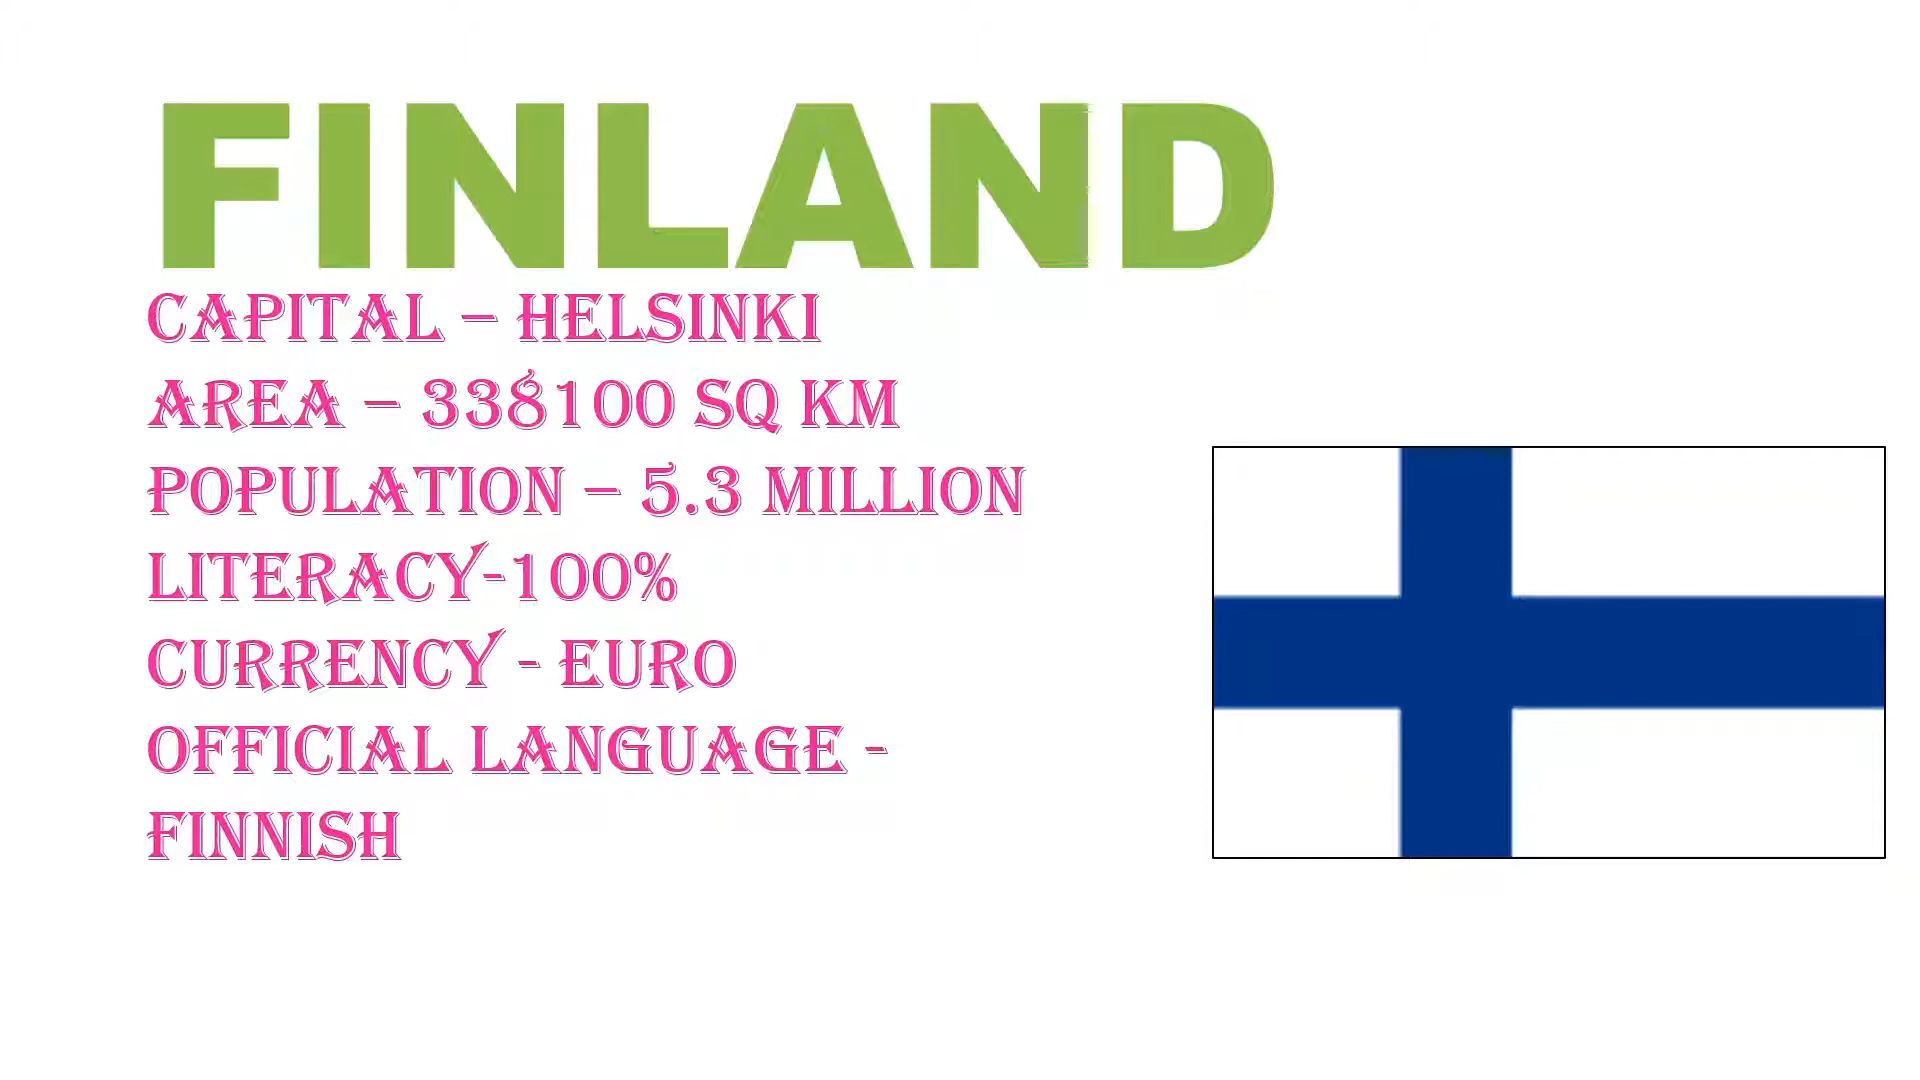 FINLAND
CAPITAL – HELSINKI
AREA – 338100 SQ KM
POPULATION – 5.3 MILLION
LITERACY-100%
CURRENCY - EURO
OFFICIAL LANGUAGE -
FINNISH